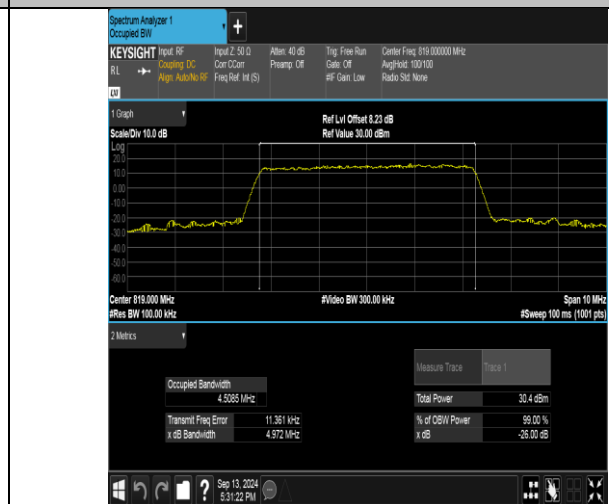 Spectrum Analyzer 1
Occupied BW
+
KEYSIGHT Input: RF Input Z: 50 Ω Atten: 40 dB Trig: Free Run Center Freq: 819.000000 MHz
RL Coupling: DC Corr CCorr Preamp: Off Gate: Off Avg|Hold: 100/100
Align: Auto/No RF Freq Ref: Int (S) #IF Gain: Low Radio Std: None
LXI
1 Graph Ref Lvl Offset 8.23 dB
Scale/Div 10.0 dB Ref Value 30.00 dBm
Log
20.0
10.0
0.00
-10.0
-20.0
-30.0
-40.0
-50.0
-60.0
Center 819.000 MHz #Video BW 300.00 kHz Span 10 MHz
#Res BW 100.00 kHz #Sweep 100 ms (1001 pts)
2 Metrics
Measure Trace Trace 1
Occupied Bandwidth
4.5085 MHz Total Power 30.4 dBm
Transmit Freq Error 11.361 kHz % of OBW Power 99.00 %
x dB Bandwidth 4.972 MHz x dB -26.00 dB
? Sep 13, 2024
5:31:22 PM